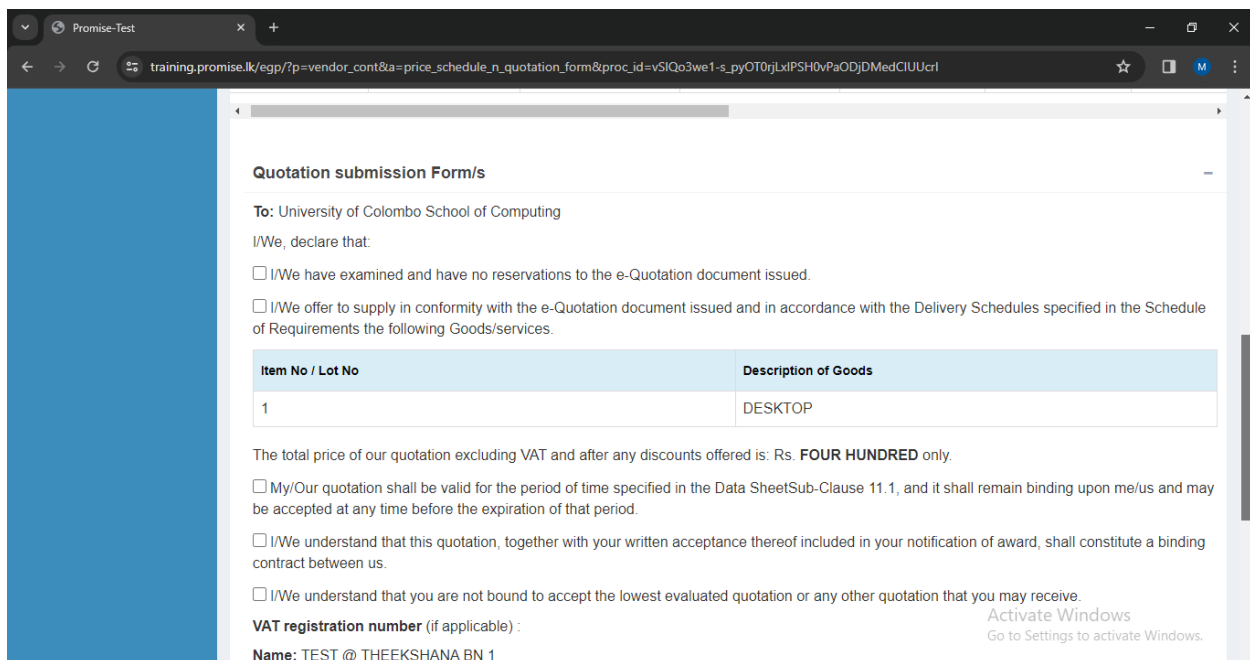 Promise-Test
training.promise.lk/egp/?p=vendor_cont&a=price_schedule_n_quotation_form&proc_id=vSlQo3we1-s_pyOT0rjLxlPSH0vPaODjDMedCIUUcrI
M
Quotation submission Form/s
To: University of Colombo School of Computing
I/We, declare that:
I/We have examined and have no reservations to the e-Quotation document issued.
I/We offer to supply in conformity with the e-Quotation document issued and in accordance with the Delivery Schedules specified in the Schedule
of Requirements the following Goods/services.
Item No / Lot No Description of Goods
1 DESKTOP
The total price of our quotation excluding VAT and after any discounts offered is: Rs. FOUR HUNDRED only.
My/Our quotation shall be valid for the period of time specified in the Data SheetSub-Clause 11.1, and it shall remain binding upon me/us and may
be accepted at any time before the expiration of that period.
I/We understand that this quotation, together with your written acceptance thereof included in your notification of award, shall constitute a binding
contract between us.
I/We understand that you are not bound to accept the lowest evaluated quotation or any other quotation that you may receive.
Activate Windows
VAT registration number (if applicable) :
Go to Settings to activate Windows.
Name: TEST @ THEEKSHANA BN 1